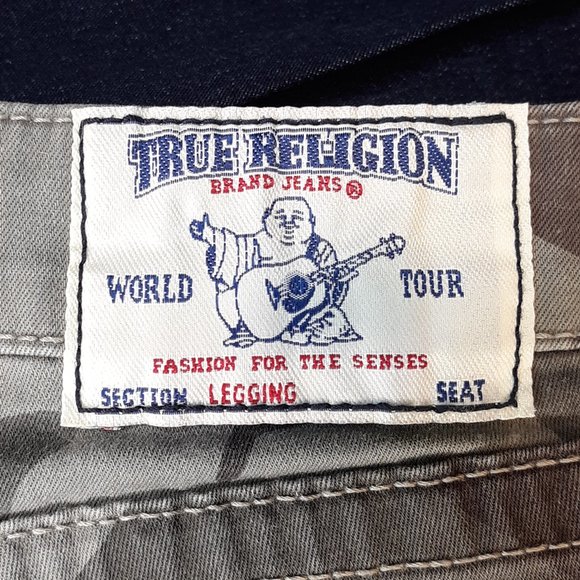 TRUE RELIGION
BRAND JEANS®
WORLD TOUR
FASHION FOR THE SENSES
SECTION LEGGING SEAT